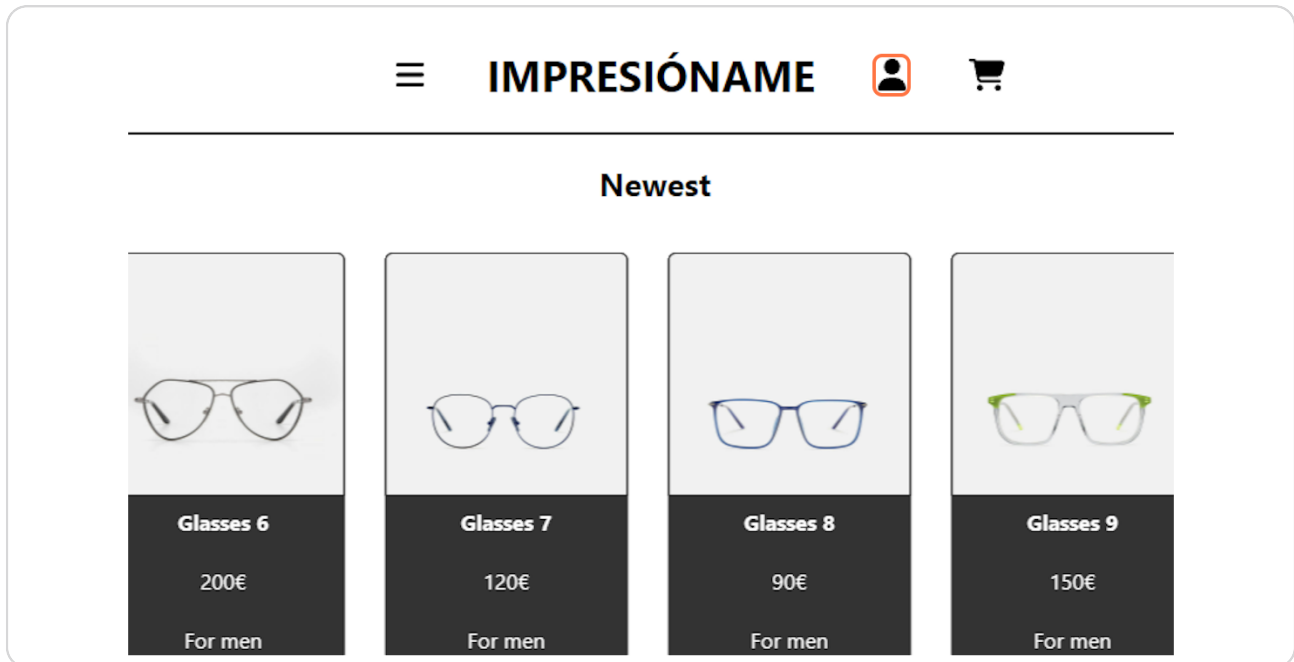 IMPRESIÓNAME
Newest
Glasses 6
200€
For men
Glasses 7
120€
For men
Glasses 8
90€
For men
Glasses 9
150€
For men